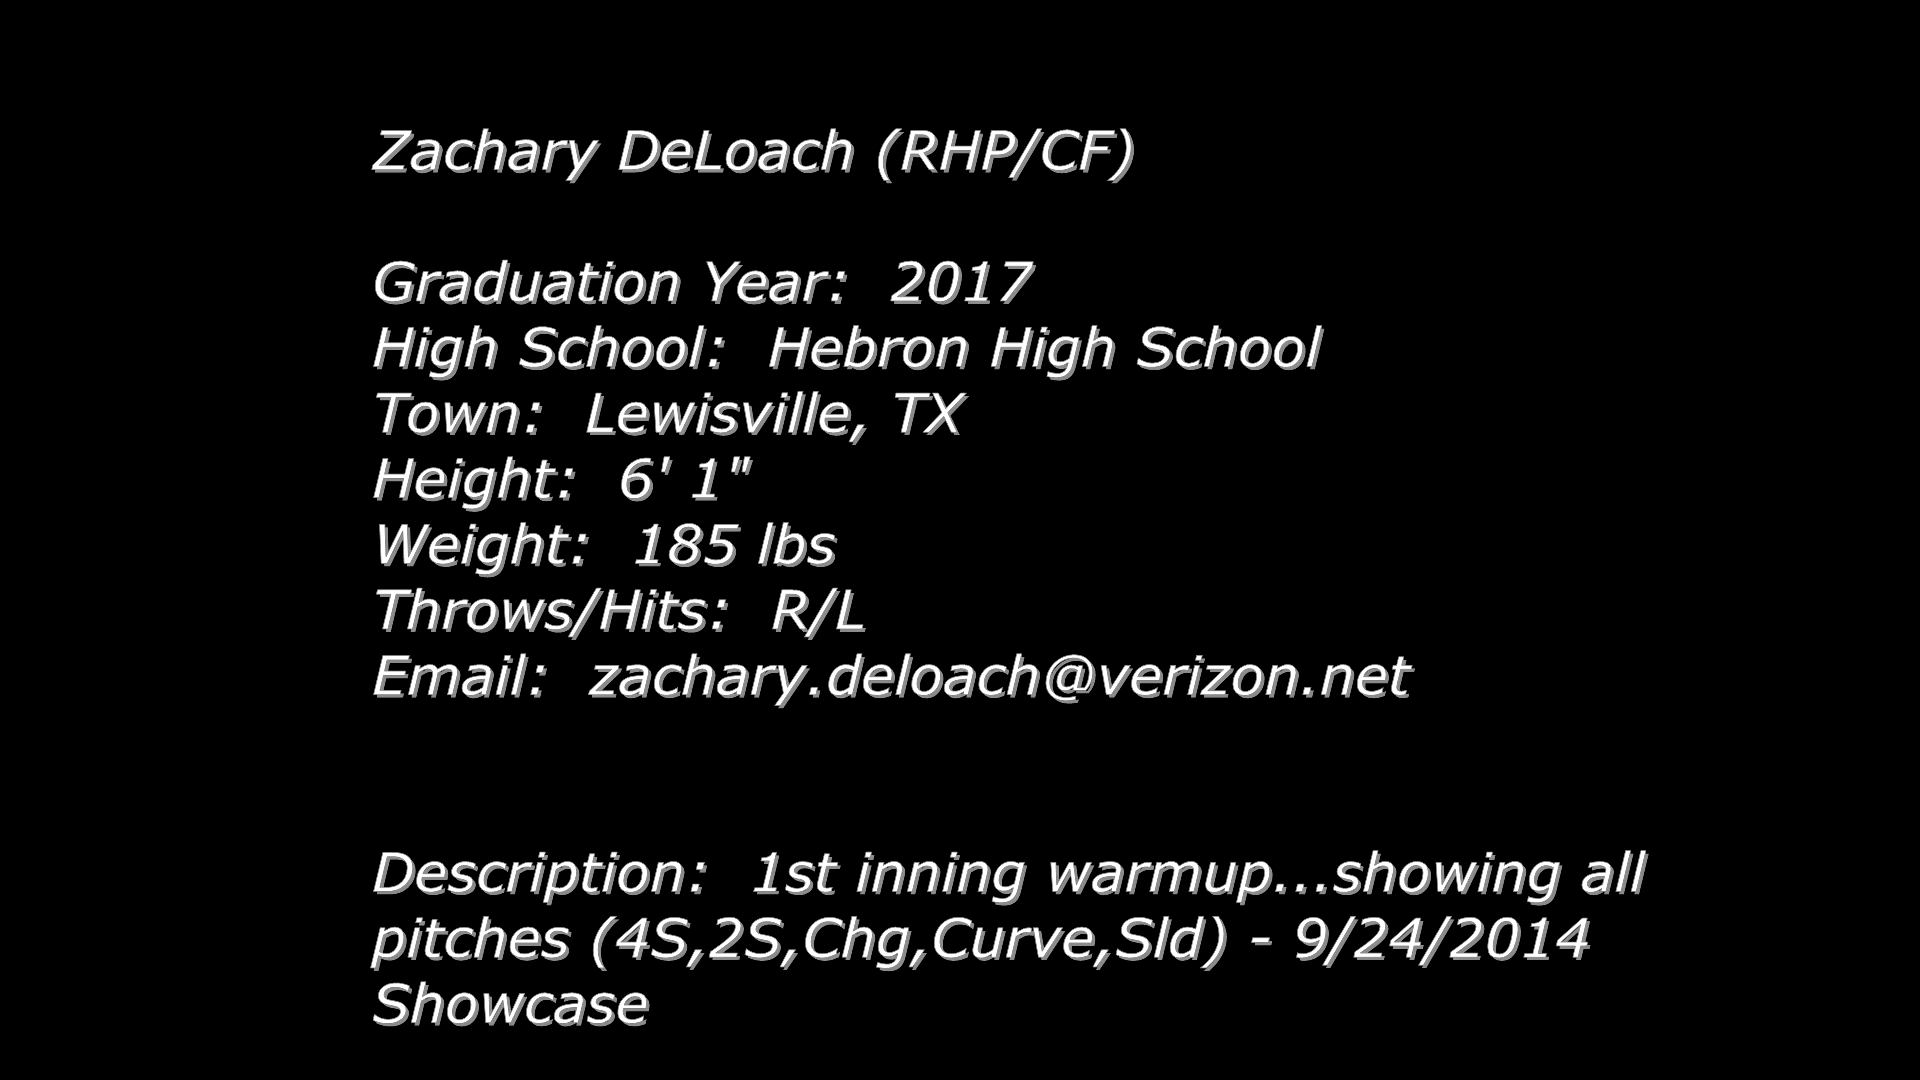 Zachary DeLoach (RHP/CF)
Graduation Year:  2017
High School:  Hebron High School
Town:  Lewisville, TX
Height:  6' 1"
Weight:  185 lbs
Throws/Hits:  R/L
Email:  zachary.deloach@verizon.net
Description:  1st inning warmup...showing all
pitches (4S,2S,Chg,Curve,Sld) - 9/24/2014
Showcase